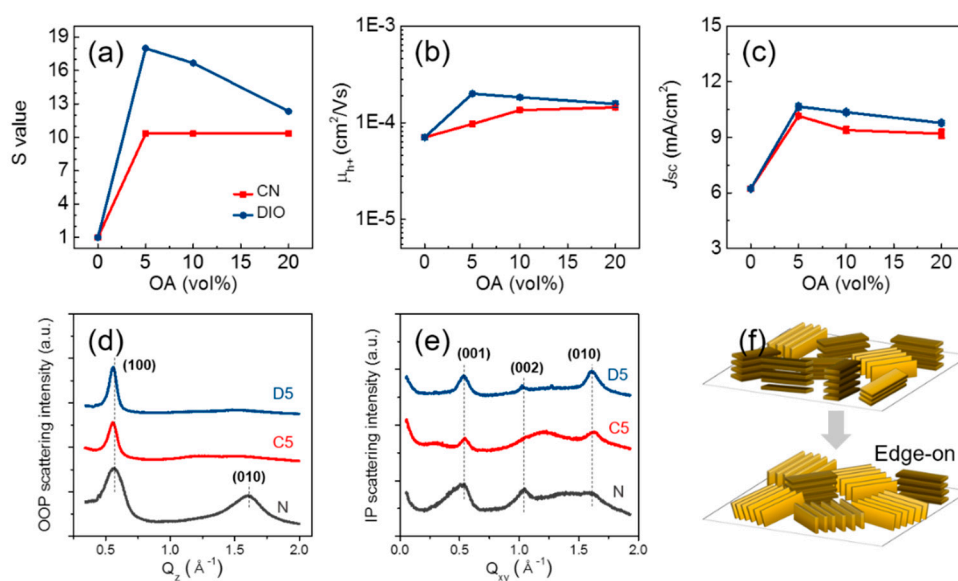 (a)
S value
19
16
13
10
7
4
1
CN
DIO
0 5 10 15 20
OA (vol%)
(b)
μh+ (cm²/Vs)
1E-3
1E-4
1E-5
0 5 10 15 20
OA (vol%)
(c)
Jsc (mA/cm²)
15
12
9
6
3
0 5 10 15 20
OA (vol%)
(d)
OOP scattering intensity (a.u.)
(100)
D5
C5
(010)
N
0.5 1.0 1.5 2.0
Qz ( Å⁻¹)
(e)
IP scattering intensity (a.u.)
(001)
(002)
(010)
D5
C5
N
0.0 0.5 1.0 1.5 2.0
Qxy ( Å⁻¹)
(f)
Edge-on